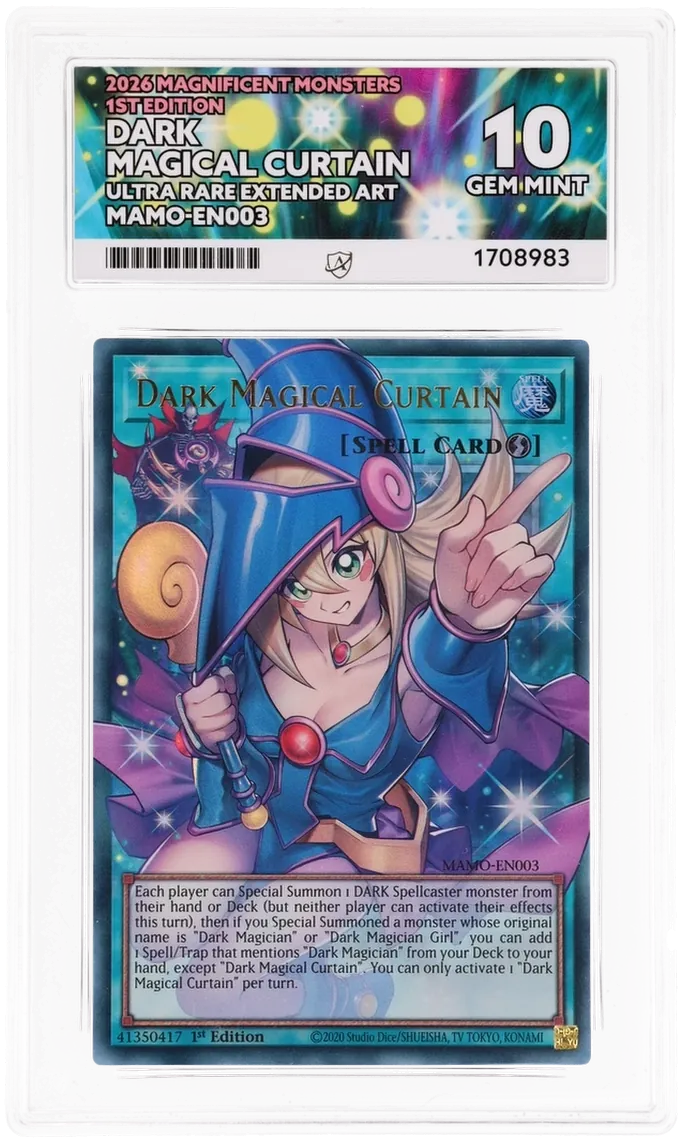 2026 MAGNIFICENT MONSTERS
1ST EDITION
DARK
MAGICAL CURTAIN
ULTRA RARE EXTENDED ART
MAMO-EN003
10
GEM MINT
1708983
DARK MAGICAL CURTAIN
SPELL
魔
[SPELL CARD]
MAMO-EN003
Each player can Special Summon 1 DARK Spellcaster monster from
their hand or Deck (but neither player can activate their effects
this turn), then if you Special Summoned a monster whose original
name is "Dark Magician" or "Dark Magician Girl", you can add
1 Spell/Trap that mentions "Dark Magician" from your Deck to your
hand, except "Dark Magical Curtain". You can only activate 1 "Dark
Magical Curtain" per turn.
41350417 1st Edition ©2020 Studio Dice/SHUEISHA, TV TOKYO, KONAMI